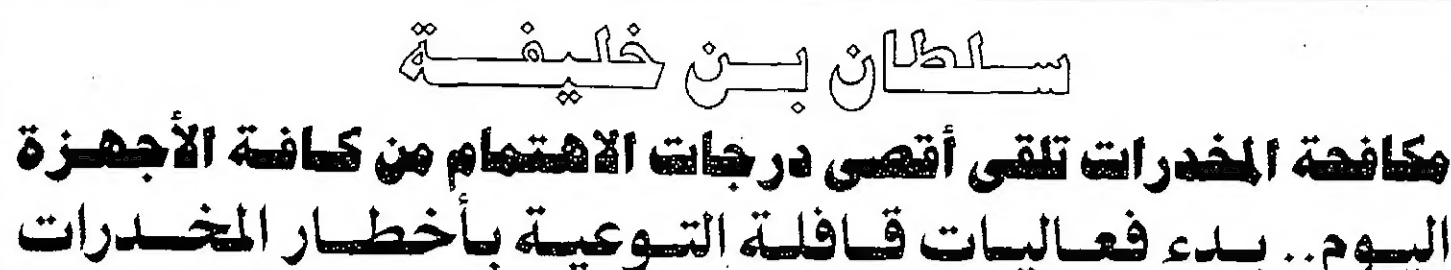 سلطان بن خليفة
مكافحة المخدرات تلقى أقصى درجات الاهتمام من كافة الأجهزة
اليوم.. بدء فعاليات قافلة التوعية بأخطار المخدرات